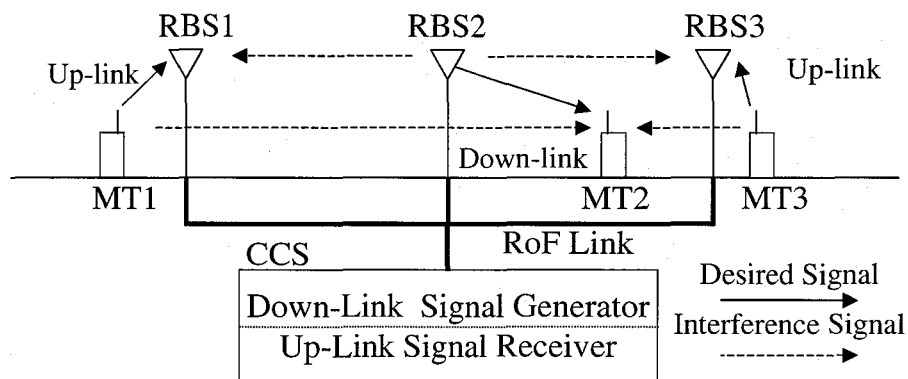 RBS1
RBS2
RBS3
Up-link
Up-link
Down-link
MT1
MT2
MT3
RoF Link
CCS
Down-Link Signal Generator
Up-Link Signal Receiver
Desired Signal
Interference Signal